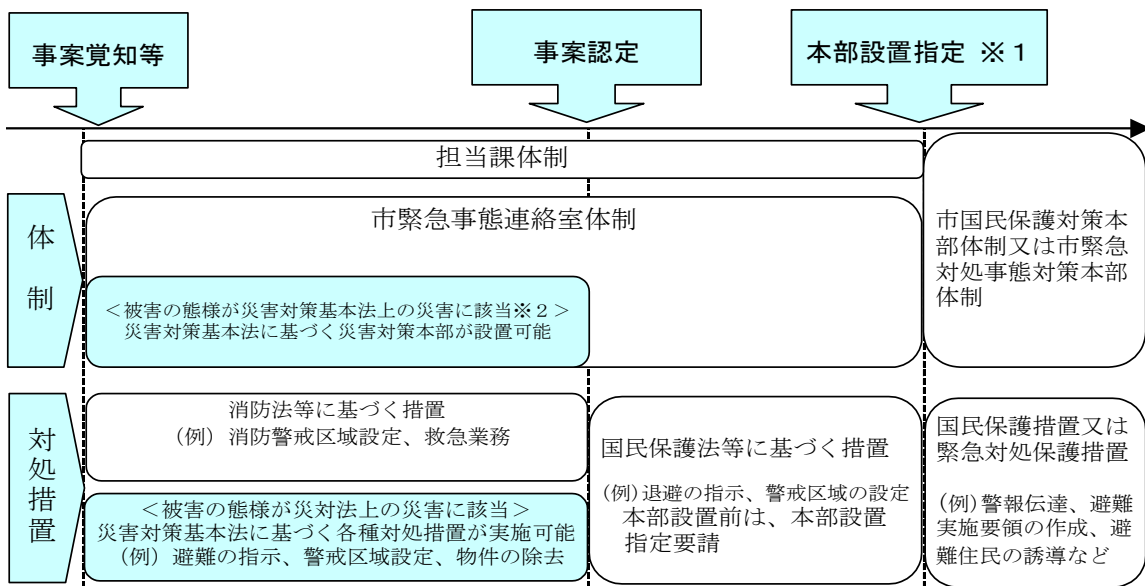 事案覚知等
事案認定
本部設置指定 ※１
担当課体制
体制
市緊急事態連絡室体制
＜被害の態様が災害対策基本法上の災害に該当※２＞
災害対策基本法に基づく災害対策本部が設置可能
市国民保護対策本
部体制又は市緊急
対処事態対策本部
体制
対処措置
消防法等に基づく措置
（例）消防警戒区域設定、救急業務
＜被害の態様が災対法上の災害に該当＞
災害対策基本法に基づく各種対処措置が実施可能
（例）避難の指示、警戒区域設定、物件の除去
国民保護法等に基づく措置
（例）退避の指示、警戒区域の設定
本部設置前は、本部設置
指定要請
国民保護措置又は
緊急対処保護措置
（例）警報伝達、避難
実施要領の作成、避
難住民の誘導など